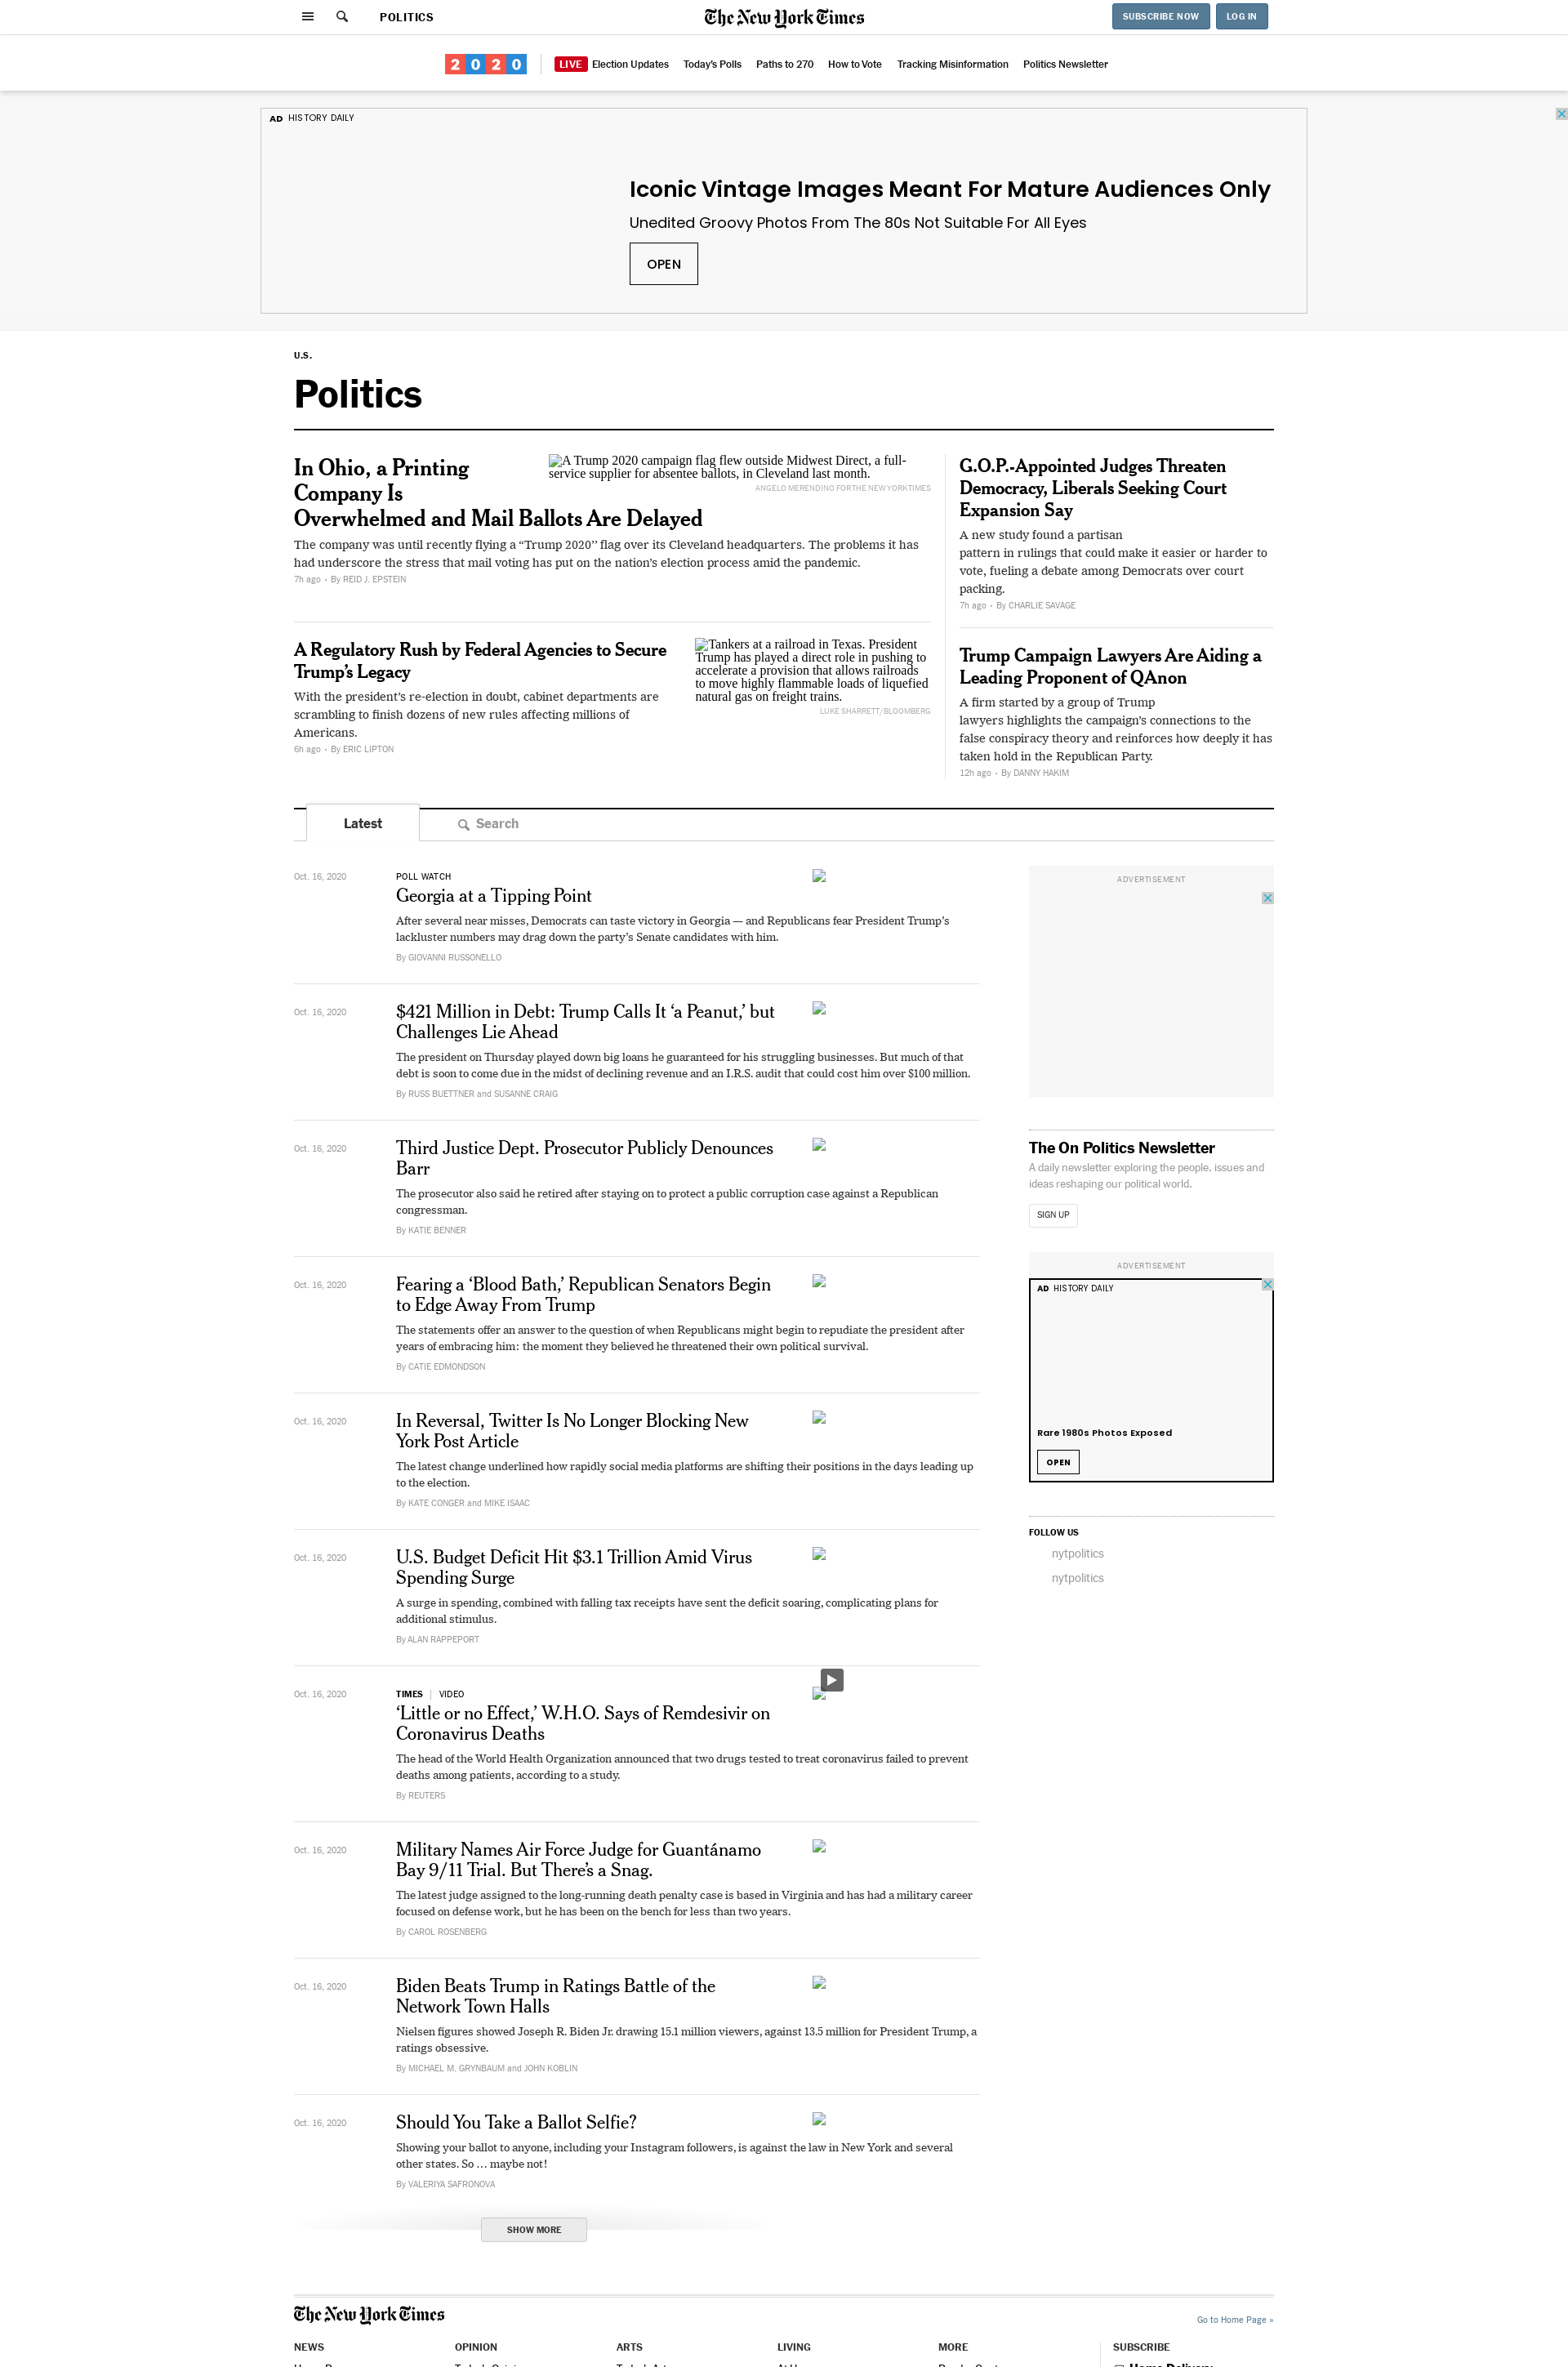 POLITICS
The New York Times
SUBSCRIBE NOW
LOG IN
2020
LIVE Election Updates
Today's Polls
Paths to 270
How to Vote
Tracking Misinformation
Politics Newsletter
AD HISTORY DAILY
Iconic Vintage Images Meant For Mature Audiences Only
Unedited Groovy Photos From The 80s Not Suitable For All Eyes
OPEN
U.S.
Politics
In Ohio, a Printing
Company Is
Overwhelmed and Mail Ballots Are Delayed
A Trump 2020 campaign flag flew outside Midwest Direct, a full-
service supplier for absentee ballots, in Cleveland last month.
ANGELO MERENDINO FOR THE NEW YORK TIMES
The company was until recently flying a “Trump 2020’’ flag over its Cleveland headquarters. The problems it has
had underscore the stress that mail voting has put on the nation’s election process amid the pandemic.
7h ago • By REID J. EPSTEIN
A Regulatory Rush by Federal Agencies to Secure
Trump’s Legacy
With the president’s re-election in doubt, cabinet departments are
scrambling to finish dozens of new rules affecting millions of
Americans.
6h ago • By ERIC LIPTON
Tankers at a railroad in Texas. President
Trump has played a direct role in pushing to
accelerate a provision that allows railroads
to move highly flammable loads of liquefied
natural gas on freight trains.
LUKE SHARRETT/BLOOMBERG
G.O.P.-Appointed Judges Threaten
Democracy, Liberals Seeking Court
Expansion Say
A new study found a partisan
pattern in rulings that could make it easier or harder to
vote, fueling a debate among Democrats over court
packing.
7h ago • By CHARLIE SAVAGE
Trump Campaign Lawyers Are Aiding a
Leading Proponent of QAnon
A firm started by a group of Trump
lawyers highlights the campaign’s connections to the
false conspiracy theory and reinforces how deeply it has
taken hold in the Republican Party.
12h ago • By DANNY HAKIM
Latest
Search
Oct. 16, 2020
POLL WATCH
Georgia at a Tipping Point
After several near misses, Democrats can taste victory in Georgia — and Republicans fear President Trump’s
lackluster numbers may drag down the party’s Senate candidates with him.
By GIOVANNI RUSSONELLO
Oct. 16, 2020
$421 Million in Debt: Trump Calls It ‘a Peanut,’ but
Challenges Lie Ahead
The president on Thursday played down big loans he guaranteed for his struggling businesses. But much of that
debt is soon to come due in the midst of declining revenue and an I.R.S. audit that could cost him over $100 million.
By RUSS BUETTNER and SUSANNE CRAIG
Oct. 16, 2020
Third Justice Dept. Prosecutor Publicly Denounces
Barr
The prosecutor also said he retired after staying on to protect a public corruption case against a Republican
congressman.
By KATIE BENNER
Oct. 16, 2020
Fearing a ‘Blood Bath,’ Republican Senators Begin
to Edge Away From Trump
The statements offer an answer to the question of when Republicans might begin to repudiate the president after
years of embracing him: the moment they believed he threatened their own political survival.
By CATIE EDMONDSON
Oct. 16, 2020
In Reversal, Twitter Is No Longer Blocking New
York Post Article
The latest change underlined how rapidly social media platforms are shifting their positions in the days leading up
to the election.
By KATE CONGER and MIKE ISAAC
Oct. 16, 2020
U.S. Budget Deficit Hit $3.1 Trillion Amid Virus
Spending Surge
A surge in spending, combined with falling tax receipts have sent the deficit soaring, complicating plans for
additional stimulus.
By ALAN RAPPEPORT
Oct. 16, 2020
TIMES | VIDEO
‘Little or no Effect,’ W.H.O. Says of Remdesivir on
Coronavirus Deaths
The head of the World Health Organization announced that two drugs tested to treat coronavirus failed to prevent
deaths among patients, according to a study.
By REUTERS
Oct. 16, 2020
Military Names Air Force Judge for Guantánamo
Bay 9/11 Trial. But There’s a Snag.
The latest judge assigned to the long-running death penalty case is based in Virginia and has had a military career
focused on defense work, but he has been on the bench for less than two years.
By CAROL ROSENBERG
Oct. 16, 2020
Biden Beats Trump in Ratings Battle of the
Network Town Halls
Nielsen figures showed Joseph R. Biden Jr. drawing 15.1 million viewers, against 13.5 million for President Trump, a
ratings obsessive.
By MICHAEL M. GRYNBAUM and JOHN KOBLIN
Oct. 16, 2020
Should You Take a Ballot Selfie?
Showing your ballot to anyone, including your Instagram followers, is against the law in New York and several
other states. So … maybe not!
By VALERIYA SAFRONOVA
SHOW MORE
ADVERTISEMENT
The On Politics Newsletter
A daily newsletter exploring the people, issues and
ideas reshaping our political world.
SIGN UP
ADVERTISEMENT
AD HISTORY DAILY
Rare 1980s Photos Exposed
OPEN
FOLLOW US
nytpolitics
nytpolitics
The New York Times
Go to Home Page »
NEWS
OPINION
ARTS
LIVING
MORE
SUBSCRIBE